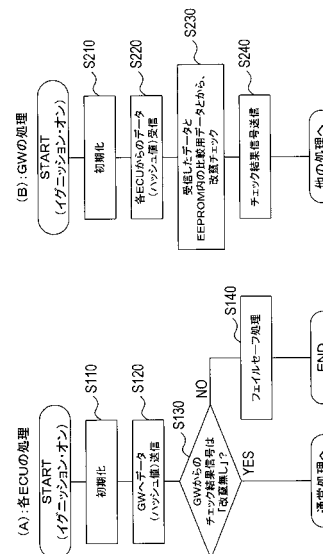 (A):各ECUの処理
START
(イグニッション・オン)
S110
初期化
S120
GWへデータ
(ハッシュ値)送信
S130
GWからの
チェック結果信号は
「改竄無し」?
NO
YES
S140
フェイルセーフ処理
END
通常処理へ
(B):GWの処理
START
(イグニッション・オン)
S210
初期化
S220
各ECUからのデータ
(ハッシュ値)受信
S230
受信したデータと
EEPROM内の比較用データとから、
改竄チェック
S240
チェック結果信号送信
他の処理へ